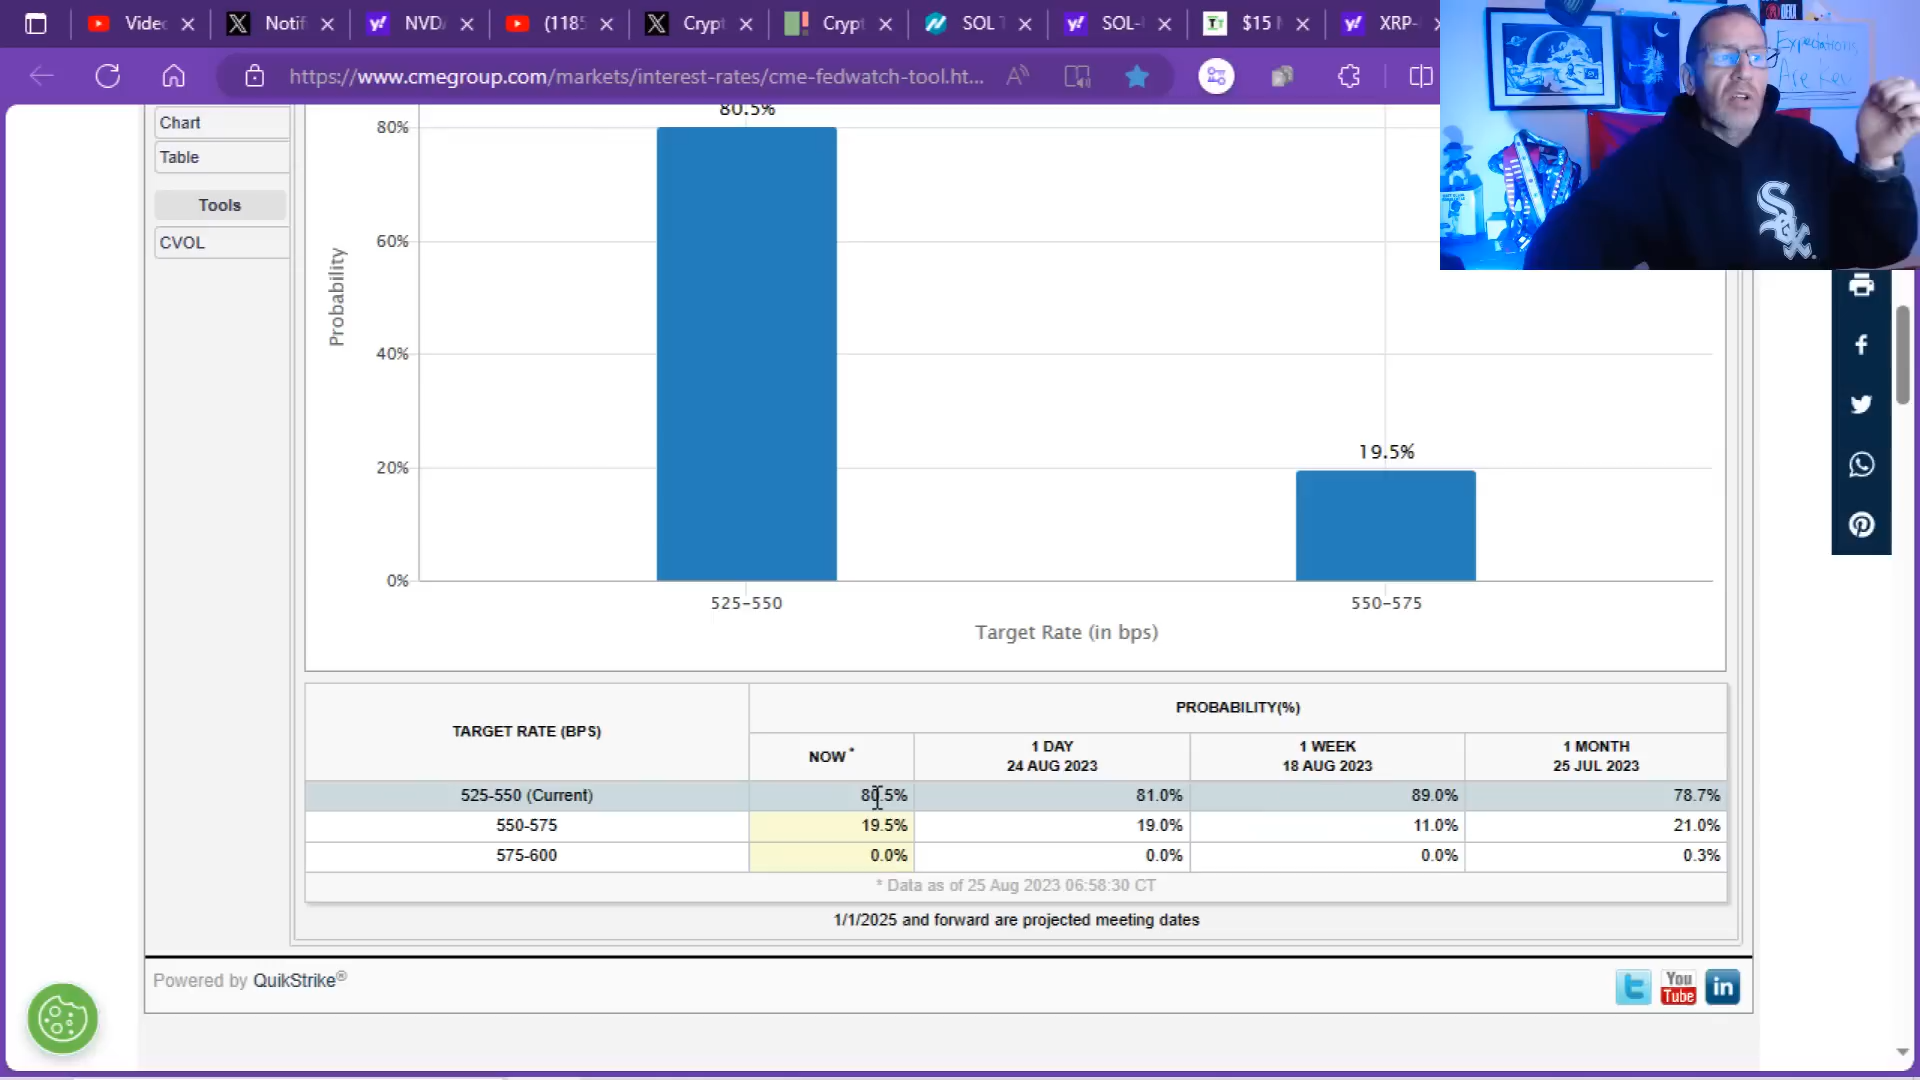 Video
Notif
NVD
(1185
Crypt
Crypt
SOL T
SOL-
$15 M
XRP-
https://www.cmegroup.com/markets/interest-rates/cme-fedwatch-tool.ht...
Expectations
Are Key
Sox
Chart
Table
Tools
CVOL
80.5%
80%
60%
40%
20%
0%
Probability
19.5%
525-550
550-575
Target Rate (in bps)
TARGET RATE (BPS)
PROBABILITY(%)
NOW *
1 DAY
24 AUG 2023
1 WEEK
18 AUG 2023
1 MONTH
25 JUL 2023
525-550 (Current) 80.5% 81.0% 89.0% 78.7%
550-575 19.5% 19.0% 11.0% 21.0%
575-600 0.0% 0.0% 0.0% 0.3%
* Data as of 25 Aug 2023 06:58:30 CT
1/1/2025 and forward are projected meeting dates
Powered by QuikStrike®
You
Tube
in